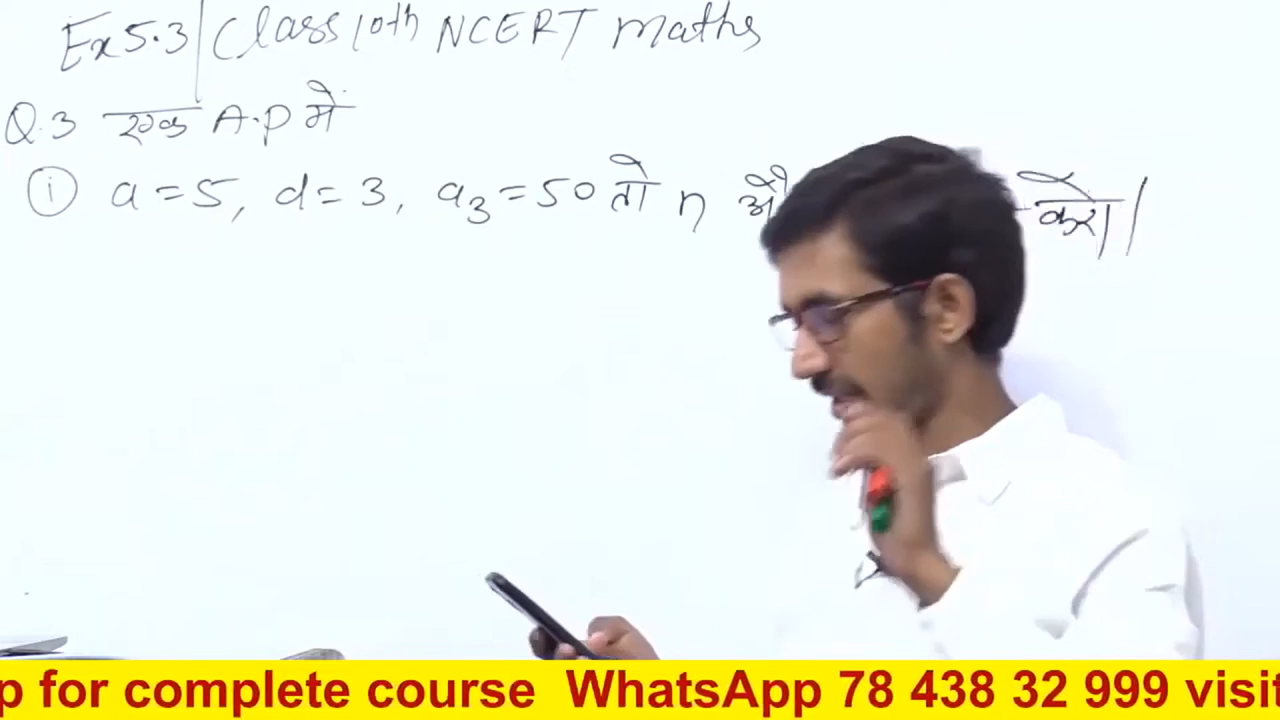 Ex 5.3 | Class 10th NCERT maths
Q.3 एक A.P मे
(i) a = 5, d = 3, a₃ = 50 तो n करो।
p for complete course WhatsApp 78 438 32 999 visit